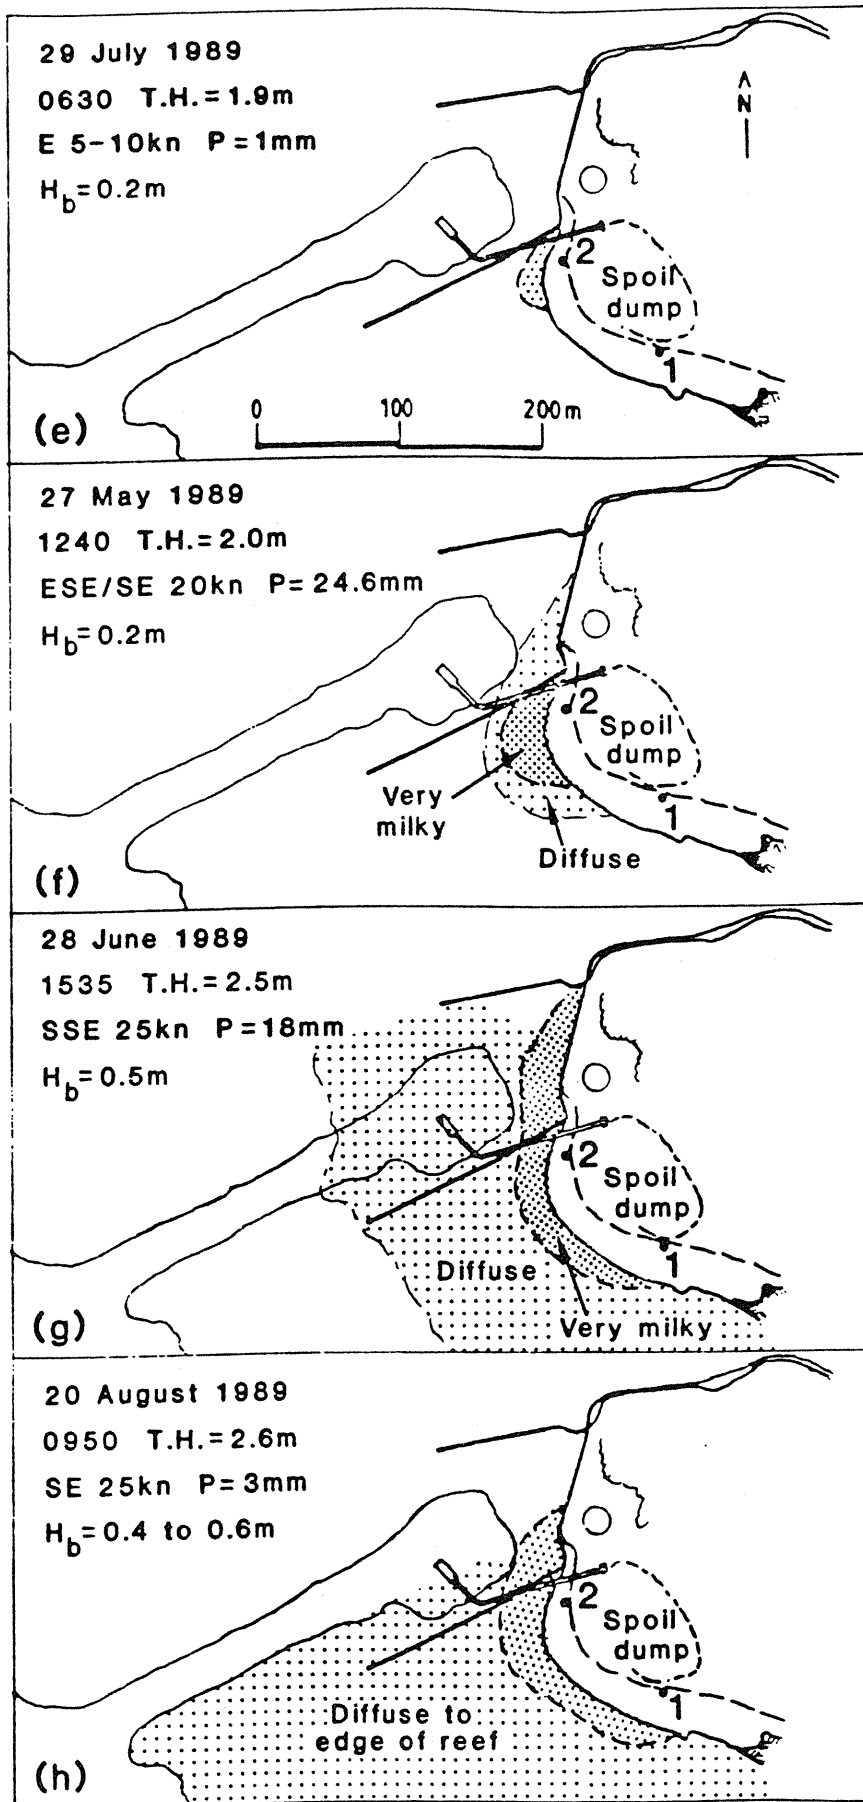 29 July 1989
0630 T.H.=1.9m
E 5-10kn P=1mm
H_b=0.2m
N
2
Spoil
dump
1
0 100 200m
(e)
27 May 1989
1240 T.H.=2.0m
ESE/SE 20kn P=24.6mm
H_b=0.2m
2
Spoil
dump
Very
milky
1
Diffuse
(f)
28 June 1989
1535 T.H.=2.5m
SSE 25kn P=18mm
H_b=0.5m
2
Spoil
dump
1
Diffuse
Very milky
(g)
20 August 1989
0950 T.H.=2.6m
SE 25kn P=3mm
H_b=0.4 to 0.6m
2
Spoil
dump
1
Diffuse to
edge of reef
(h)